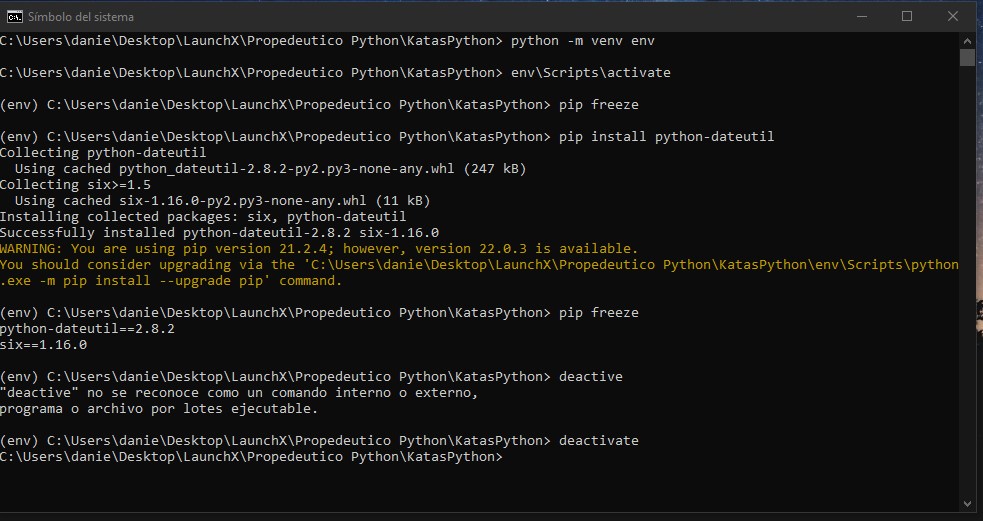 Símbolo del sistema
C:\Users\danie\Desktop\LaunchX\Propedeutico Python\KatasPython> python -m venv env
C:\Users\danie\Desktop\LaunchX\Propedeutico Python\KatasPython> env\Scripts\activate
(env) C:\Users\danie\Desktop\LaunchX\Propedeutico Python\KatasPython> pip freeze
(env) C:\Users\danie\Desktop\LaunchX\Propedeutico Python\KatasPython> pip install python-dateutil
Collecting python-dateutil
  Using cached python_dateutil-2.8.2-py2.py3-none-any.whl (247 kB)
Collecting six>=1.5
  Using cached six-1.16.0-py2.py3-none-any.whl (11 kB)
Installing collected packages: six, python-dateutil
Successfully installed python-dateutil-2.8.2 six-1.16.0
WARNING: You are using pip version 21.2.4; however, version 22.0.3 is available.
You should consider upgrading via the 'C:\Users\danie\Desktop\LaunchX\Propedeutico Python\KatasPython\env\Scripts\python
.exe -m pip install --upgrade pip' command.
(env) C:\Users\danie\Desktop\LaunchX\Propedeutico Python\KatasPython> pip freeze
python-dateutil==2.8.2
six==1.16.0
(env) C:\Users\danie\Desktop\LaunchX\Propedeutico Python\KatasPython> deactive
"deactive" no se reconoce como un comando interno o externo,
programa o archivo por lotes ejecutable.
(env) C:\Users\danie\Desktop\LaunchX\Propedeutico Python\KatasPython> deactivate
C:\Users\danie\Desktop\LaunchX\Propedeutico Python\KatasPython>